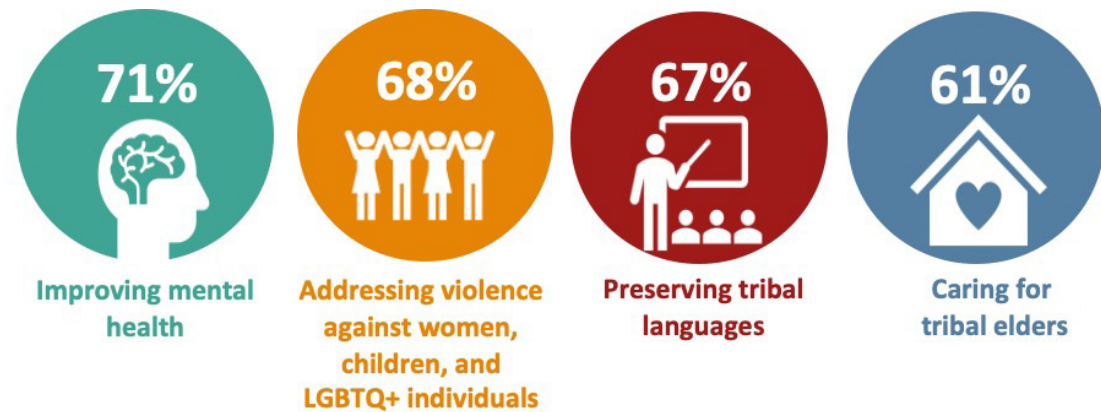 71%
68%
67%
61%
Improving mental
health
Addressing violence
against women,
children, and
LGBTQ+ individuals
Preserving tribal
languages
Caring for
tribal elders